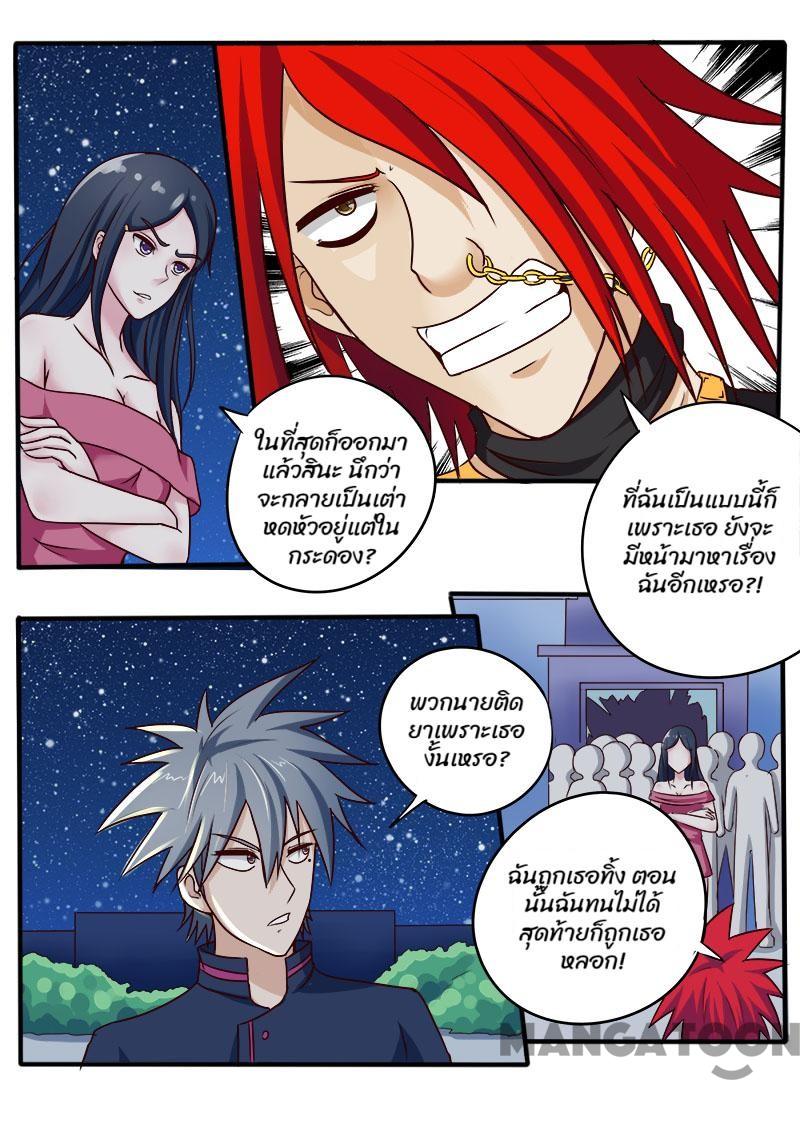 ในที่สุดก็ออกมา
แล้วสินะ นึกว่า
จะกลายเป็นเต่า
หดหัวอยู่แต่ใน
กระดอง?
ที่ฉันเป็นแบบนี้ก็
เพราะเธอ ยังจะ
มีหน้ามาหาเรื่อง
ฉันอีกเหรอ?!
พวกนายติด
ยาเพราะเธอ
งั้นเหรอ?
ฉันถูกเธอทิ้ง ตอน
นั้นฉันทนไม่ได้
สุดท้ายก็ถูกเธอ
หลอก!
MANGATOON